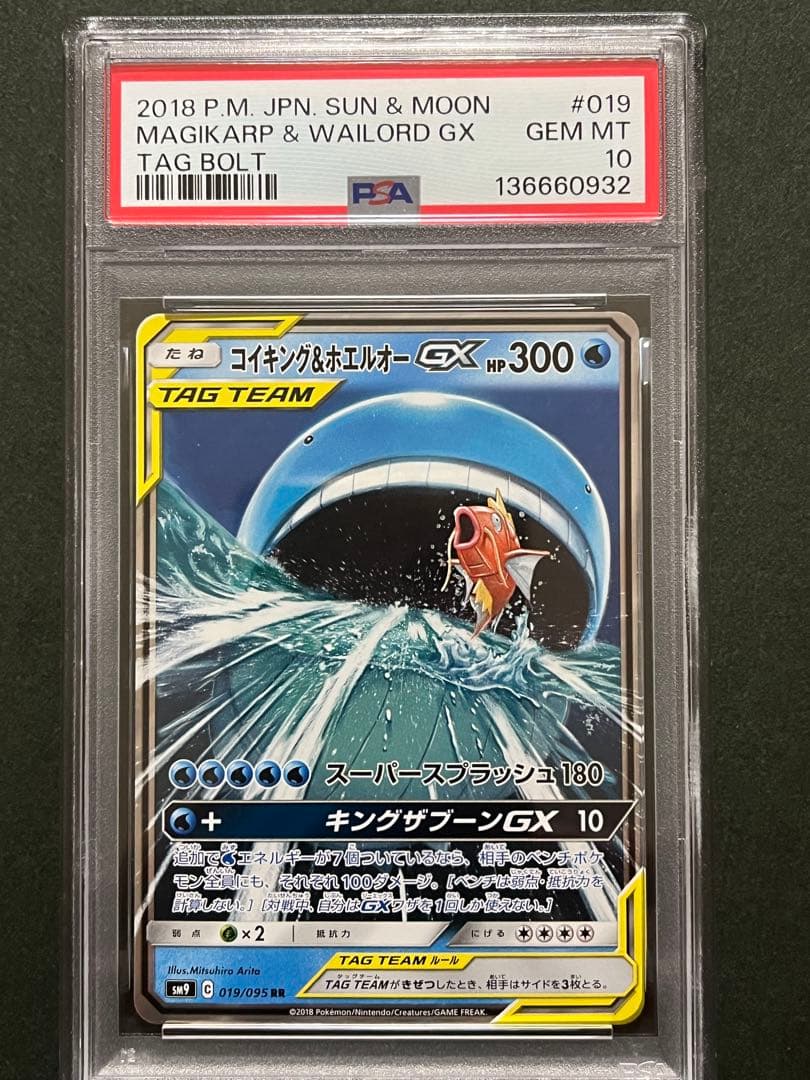 2018 P.M. JPN. SUN & MOON #019
MAGIKARP & WAILORD GX GEM MT
TAG BOLT 10
PSA 136660932
たね コイキング&ホエルオーGX HP300
TAG TEAM
スーパースプラッシュ 180
+ キングザブーンGX 10
追加で エネルギーが7個ついているなら、相手のベンチポケ
モン全員にも、それぞれ100ダメージ。[ベンチは弱点・抵抗力を
計算しない。] [対戦中、自分はGXワザを1回しか使えない。]
弱点 ×2 抵抗力 にげる
TAG TEAM ルール
Illus.Mitsuhiro Arita
TAG TEAMがきぜつしたとき、相手はサイドを3枚とる。
SM9 C 019/095 RR
©2018 Pokémon/Nintendo/Creatures/GAME FREAK.